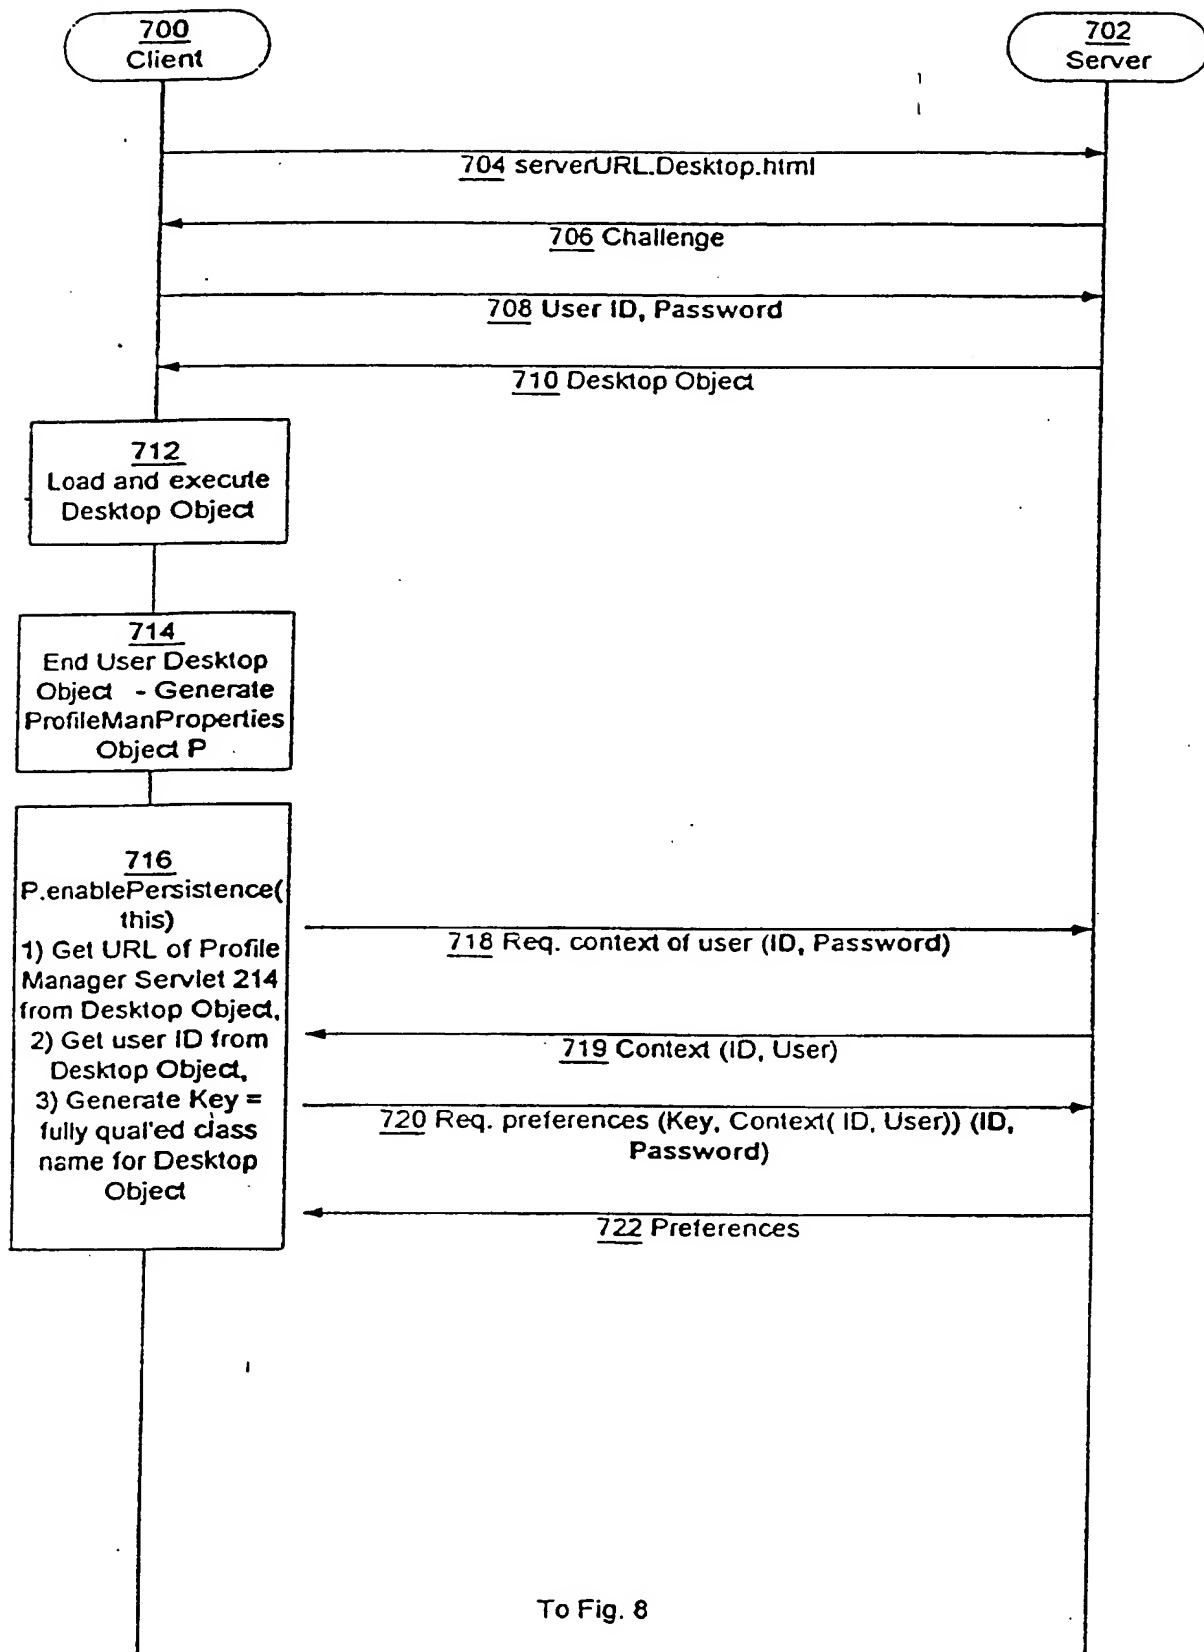 700
Client
702
Server
704 serverURL.Desktop.html
706 Challenge
708 User ID, Password
710 Desktop Object
712
Load and execute
Desktop Object
714
End User Desktop
Object - Generate
ProfileManProperties
Object P
716
P.enablePersistence(
this)
1) Get URL of Profile
Manager Servlet 214
from Desktop Object,
2) Get user ID from
Desktop Object,
3) Generate Key =
fully qual'ed class
name for Desktop
Object
718 Req. context of user (ID, Password)
719 Context (ID, User)
720 Req. preferences (Key, Context( ID, User)) (ID,
Password)
722 Preferences
To Fig. 8